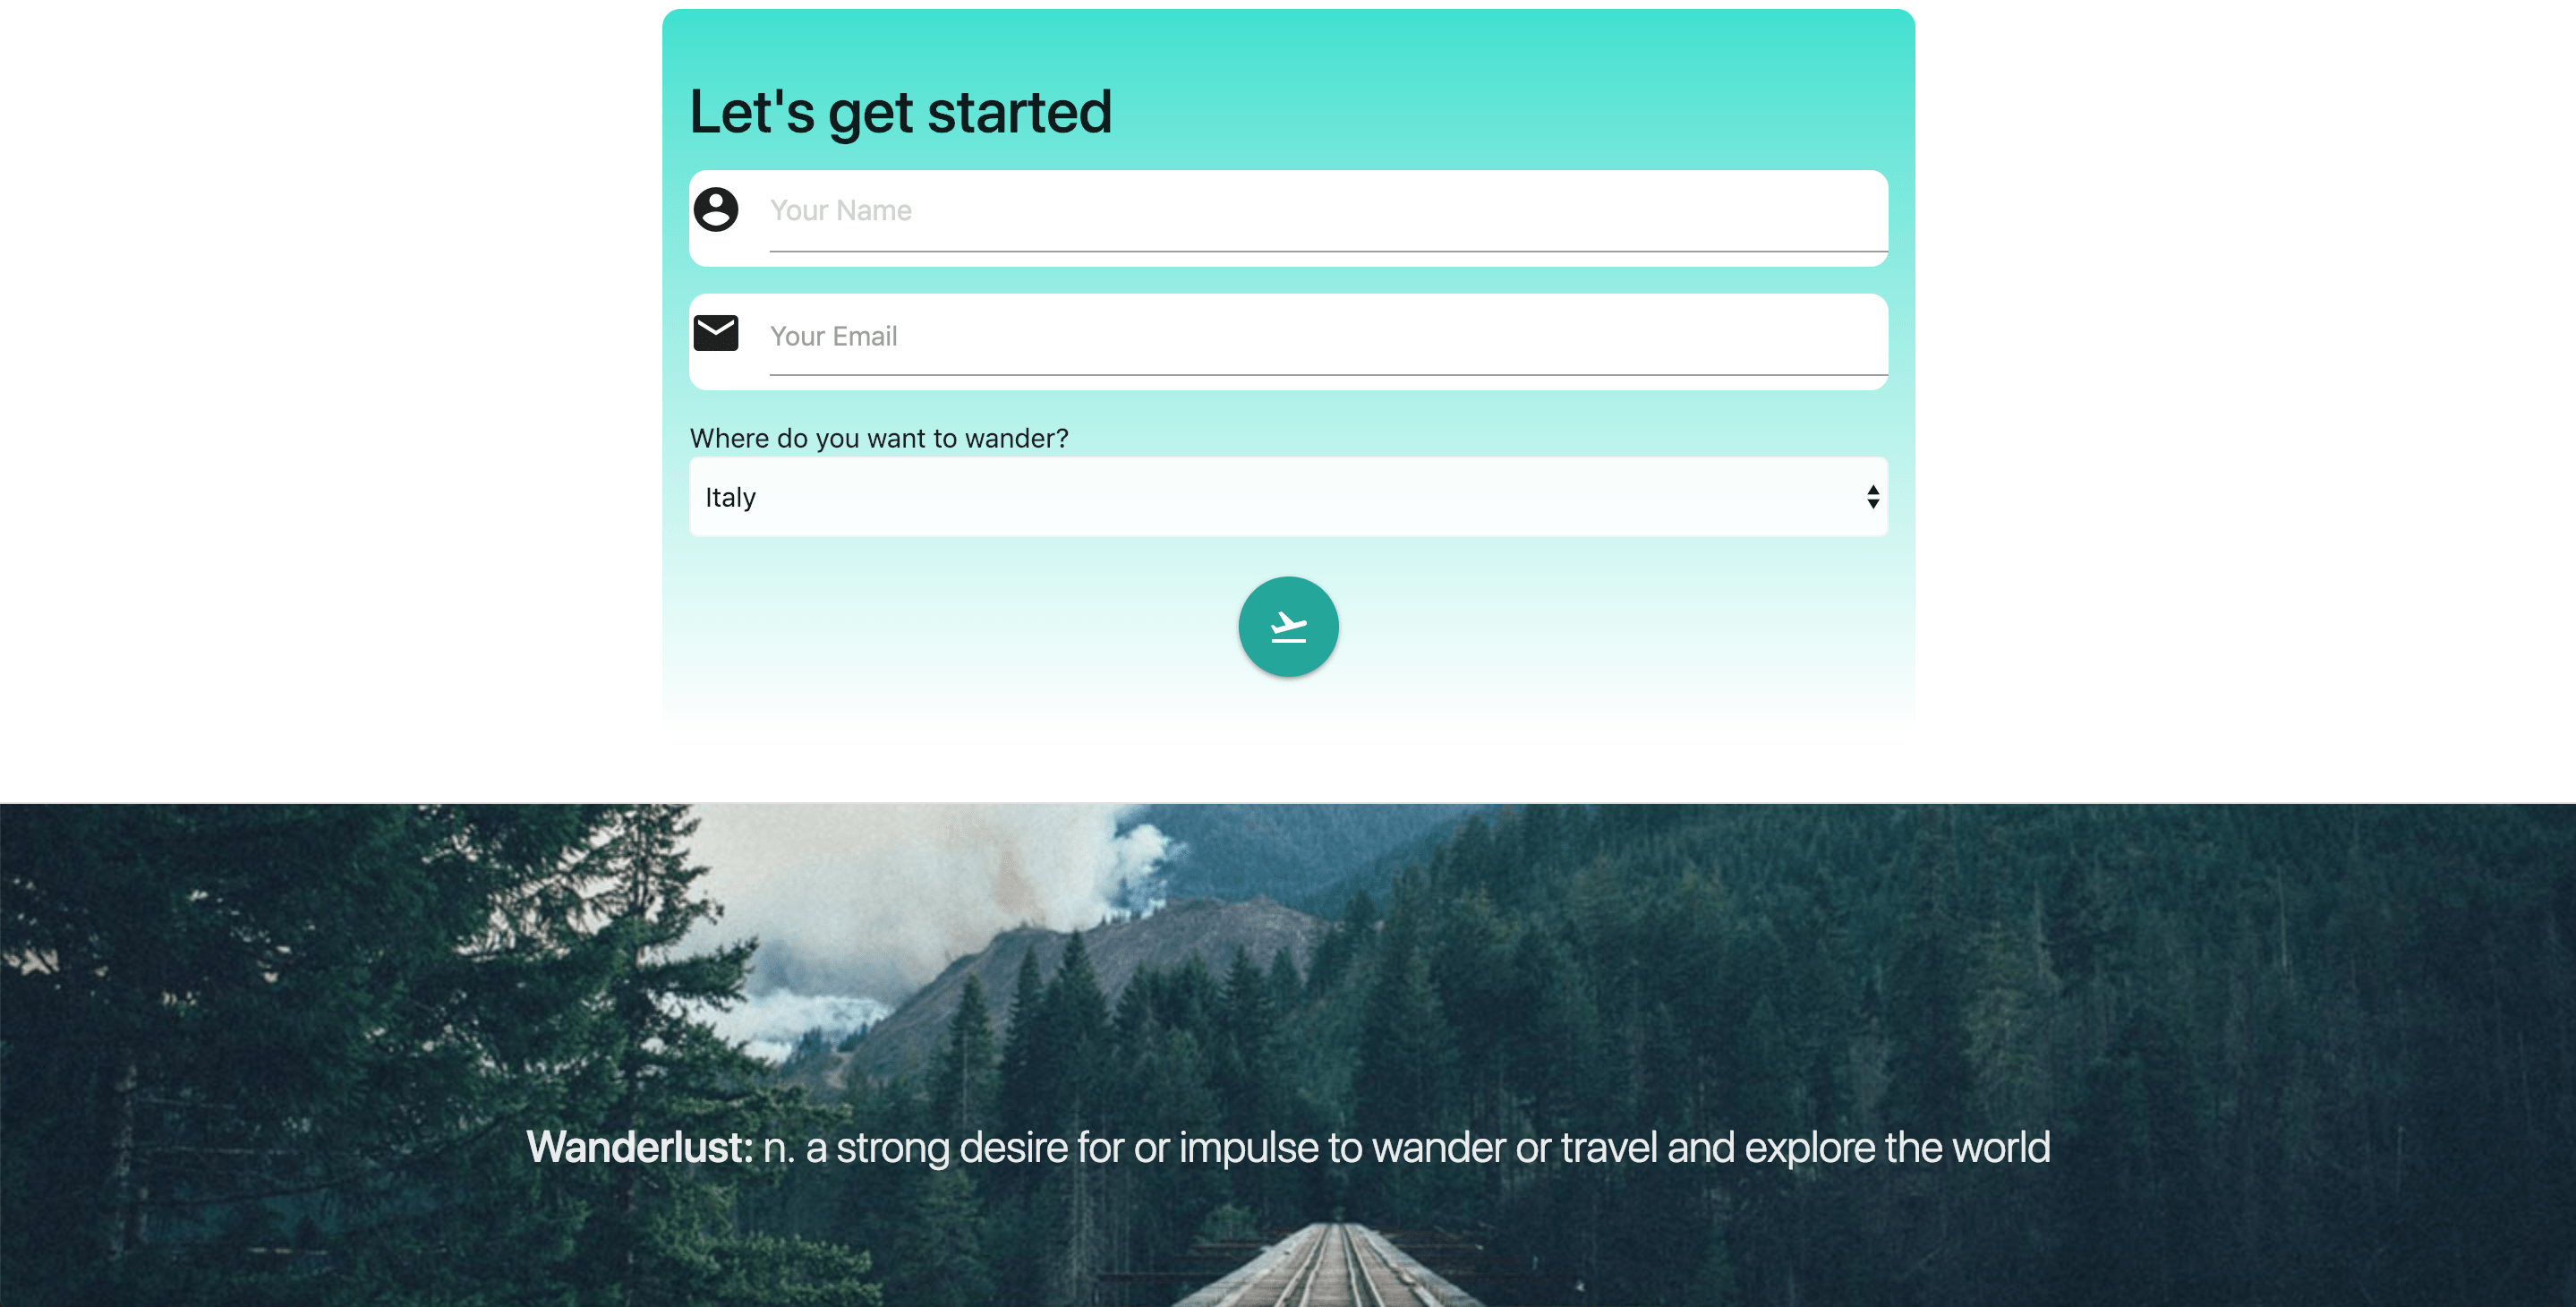 Let's get started
Your Name
Your Email
Where do you want to wander?
Italy
Wanderlust: n. a strong desire for or impulse to wander or travel and explore the world